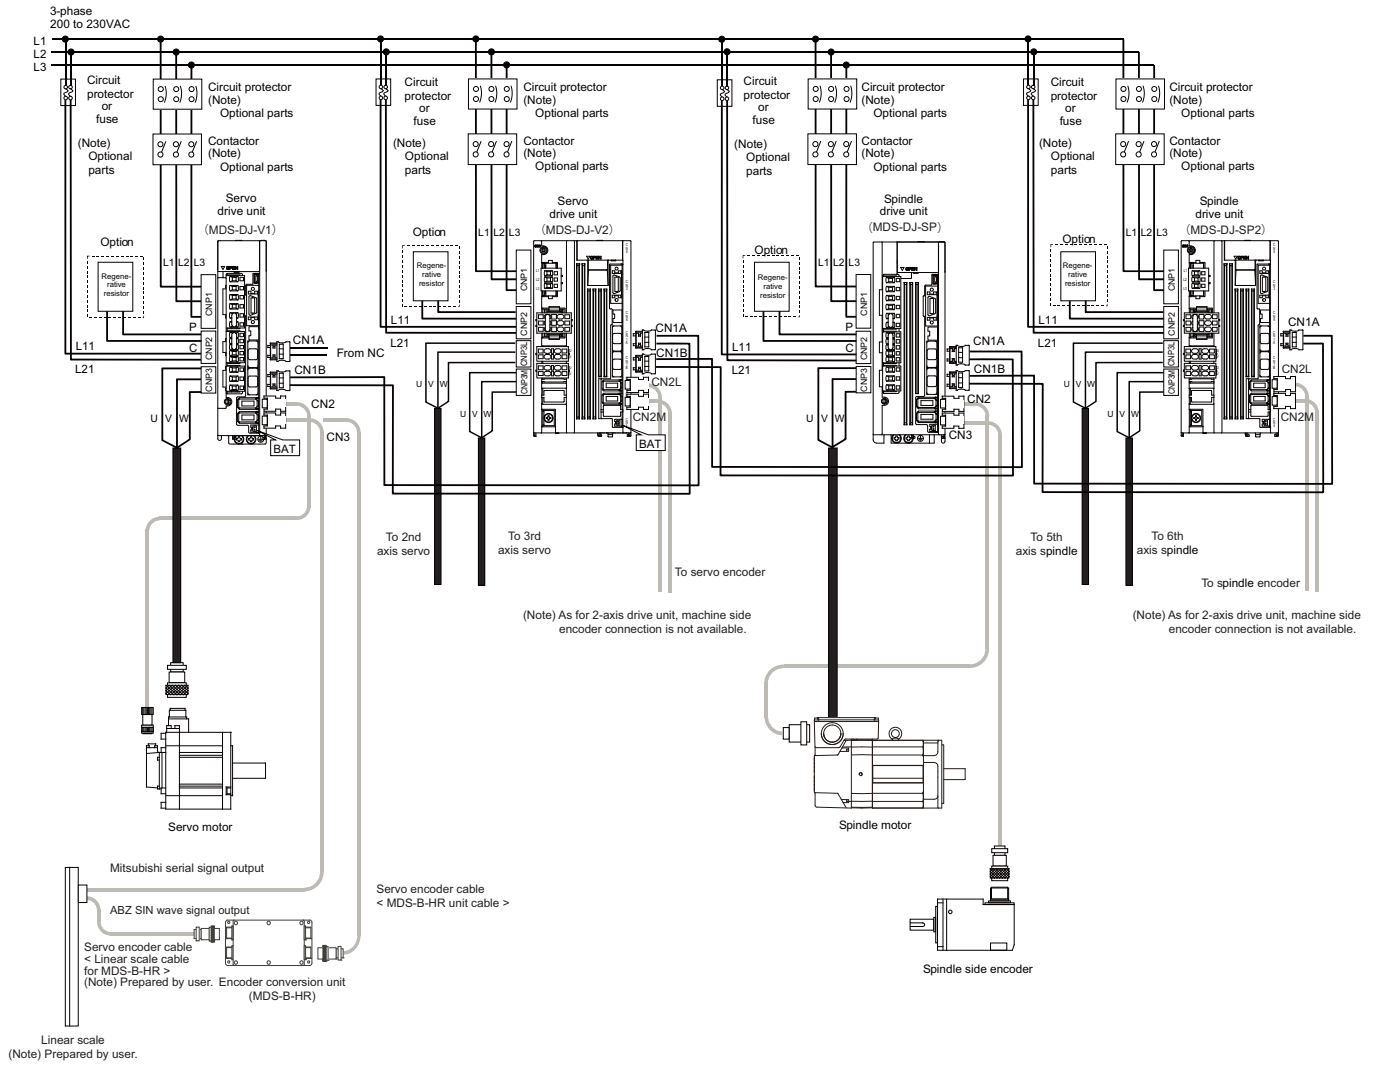 3-phase
200 to 230VAC
L1
L2
L3
Circuit
protector
or
fuse
(Note)
Optional
parts
Circuit protector
(Note)
Optional parts
Contactor
(Note)
Optional parts
Servo
drive unit
(MDS-DJ-V1)
Option
Regene-
rative
resistor
L1 L2 L3
CNP1
P
CNP2
C
L11
L21
CNP3
U V W
CN1A
From NC
CN1B
CN2
CN3
BAT
Circuit
protector
or
fuse
(Note)
Optional
parts
Circuit protector
(Note)
Optional parts
Contactor
(Note)
Optional parts
Servo
drive unit
(MDS-DJ-V2)
Option
Regene-
rative
resistor
L1 L2 L3
CNP1
CNP2
L11
L21
CNP3L
CNP3M
U V W
U V W
CN1A
CN1B
CN2L
CN2M
BAT
To 2nd
axis servo
To 3rd
axis servo
To servo encoder
(Note) As for 2-axis drive unit, machine side
encoder connection is not available.
Circuit
protector
or
fuse
(Note)
Optional
parts
Circuit protector
(Note)
Optional parts
Contactor
(Note)
Optional parts
Spindle
drive unit
(MDS-DJ-SP)
Option
Regene-
rative
resistor
L1 L2 L3
CNP1
P
CNP2
C
L11
L21
CNP3
U V W
CN1A
CN1B
CN2
CN3
Circuit
protector
or
fuse
(Note)
Optional
parts
Circuit protector
(Note)
Optional parts
Contactor
(Note)
Optional parts
Spindle
drive unit
(MDS-DJ-SP2)
Option
Regene-
rative
resistor
L1 L2 L3
CNP1
CNP2
L11
L21
CNP3L
CNP3M
U V W
U V W
CN1A
CN2L
CN2M
To 5th
axis spindle
To 6th
axis spindle
To spindle encoder
(Note) As for 2-axis drive unit, machine side
encoder connection is not available.
Servo motor
Spindle motor
Mitsubishi serial signal output
ABZ SIN wave signal output
Servo encoder cable
< MDS-B-HR unit cable >
Servo encoder cable
< Linear scale cable
for MDS-B-HR >
(Note) Prepared by user.
Encoder conversion unit
(MDS-B-HR)
Spindle side encoder
Linear scale
(Note) Prepared by user.